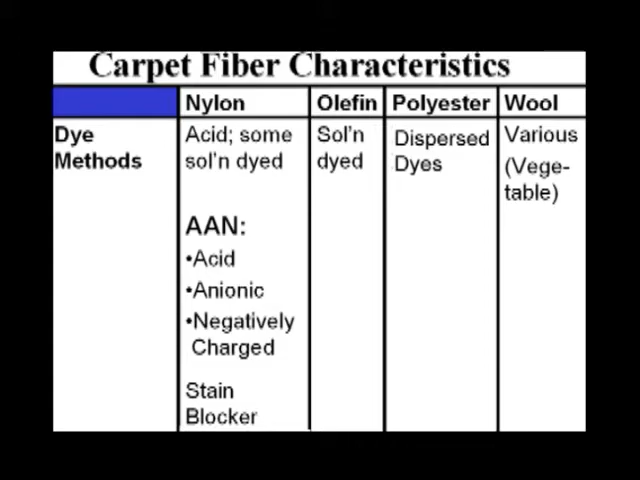 Carpet Fiber Characteristics
Nylon Olefin Polyester Wool
Dye Methods
Acid; some
sol'n dyed
AAN:
•Acid
•Anionic
•Negatively
Charged
Stain
Blocker
Sol'n
dyed
Dispersed
Dyes
Various
(Vege-
table)